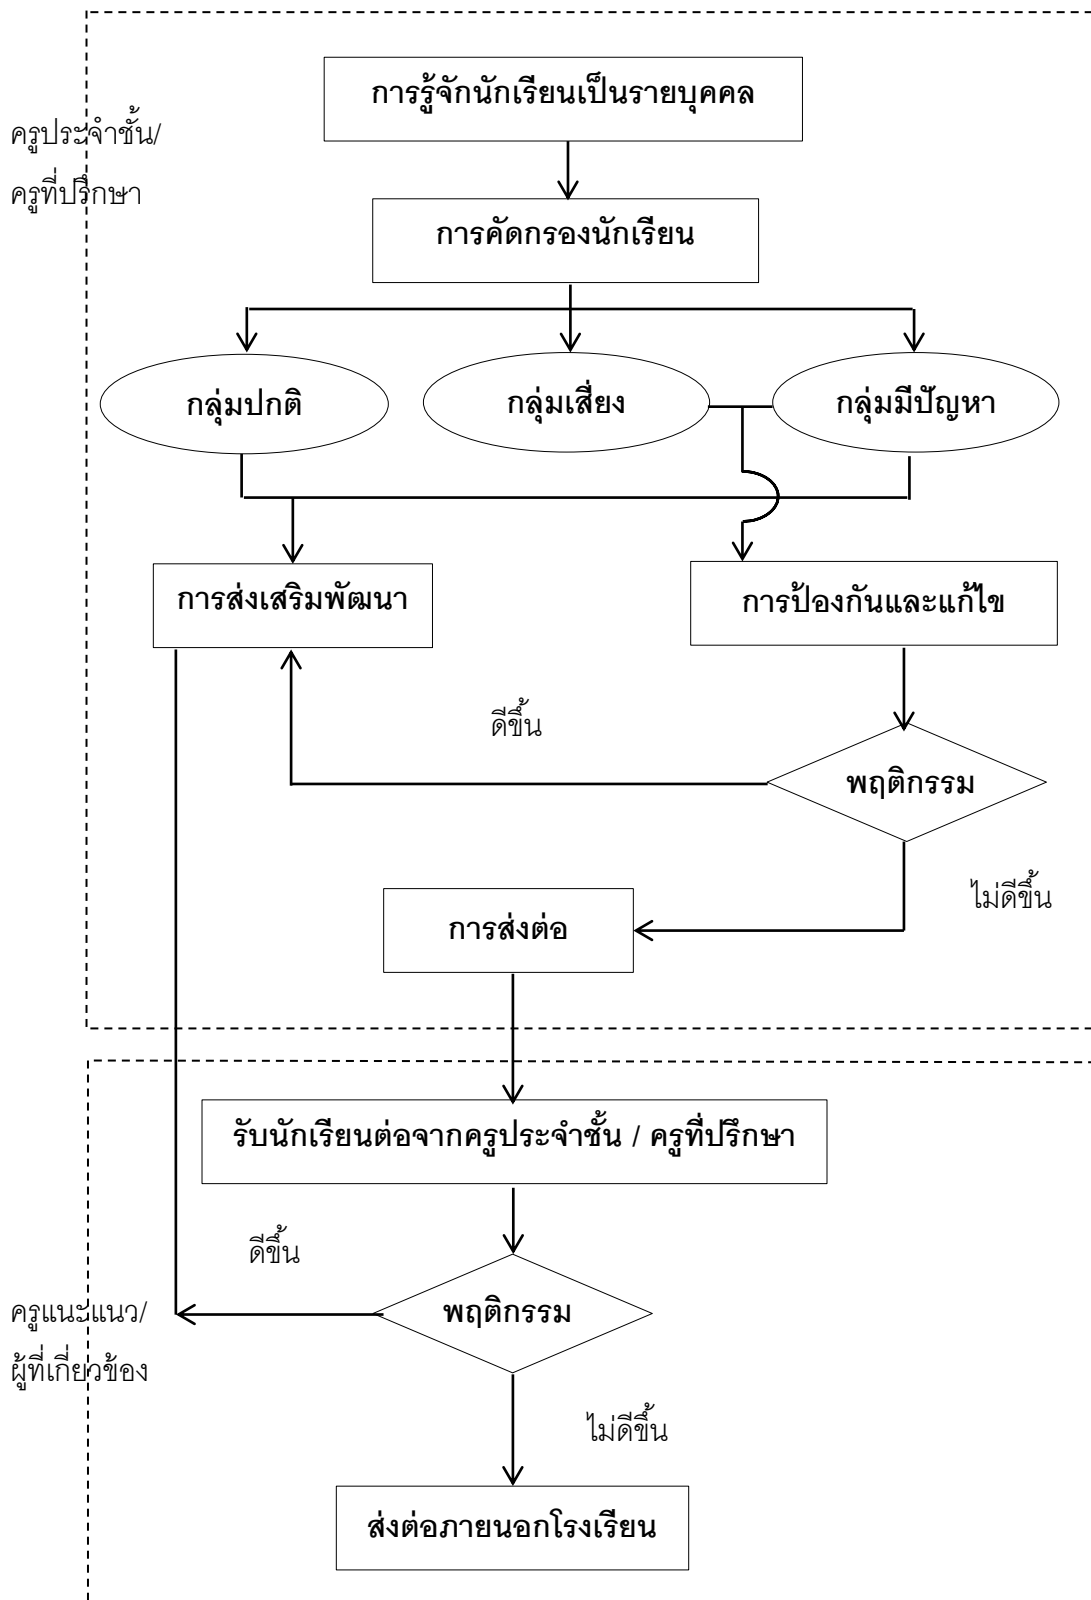 การรู้จักนักเรียนเป็นรายบุคคล
ครูประจำชั้น/
ครูที่ปรึกษา
การคัดกรองนักเรียน
กลุ่มปกติ
กลุ่มเสี่ยง
กลุ่มมีปัญหา
การส่งเสริมพัฒนา
การป้องกันและแก้ไข
ดีขึ้น
พฤติกรรม
ไม่ดีขึ้น
การส่งต่อ
รับนักเรียนต่อจากครูประจำชั้น / ครูที่ปรึกษา
ดีขึ้น
ครูแนะแนว/
ผู้ที่เกี่ยวข้อง
พฤติกรรม
ไม่ดีขึ้น
ส่งต่อภายนอกโรงเรียน